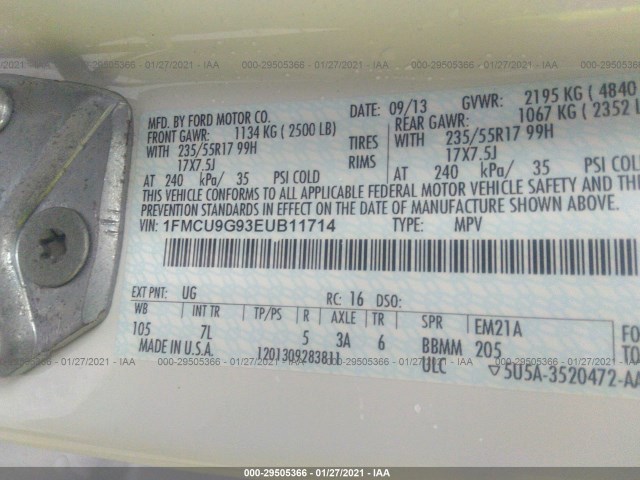 000-29505366 - 01/27/2021 - IAA
MFD. BY FORD MOTOR CO.
DATE: 09/13 GVWR: 2195 KG ( 4840
FRONT GAWR: 1134 KG ( 2500 LB)
REAR GAWR: 1067 KG ( 2352
WITH 235/55R17 99H TIRES
WITH 235/55R17 99H
17X7.5J RIMS
17X7.5J
AT 240 kPa/ 35 PSI COLD
AT 240 kPa/ 35 PSI COLD
THIS VEHICLE CONFORMS TO ALL APPLICABLE FEDERAL MOTOR VEHICLE SAFETY AND THEFT
PREVENTION STANDARDS IN EFFECT ON THE DATE OF MANUFACTURE SHOWN ABOVE.
VIN: 1FMCU9G93EUB11714 TYPE: MPV
EXT PNT: UG RC: 16 DSO:
WB INT TR TP/PS R AXLE TR SPR
105 7L 5 3A 6 BBMM
EM21A
205
MADE IN U.S.A. 1201309283811 ULC
5U5A-3520472-AA
000-29505366 - 01/27/2021 - IAA